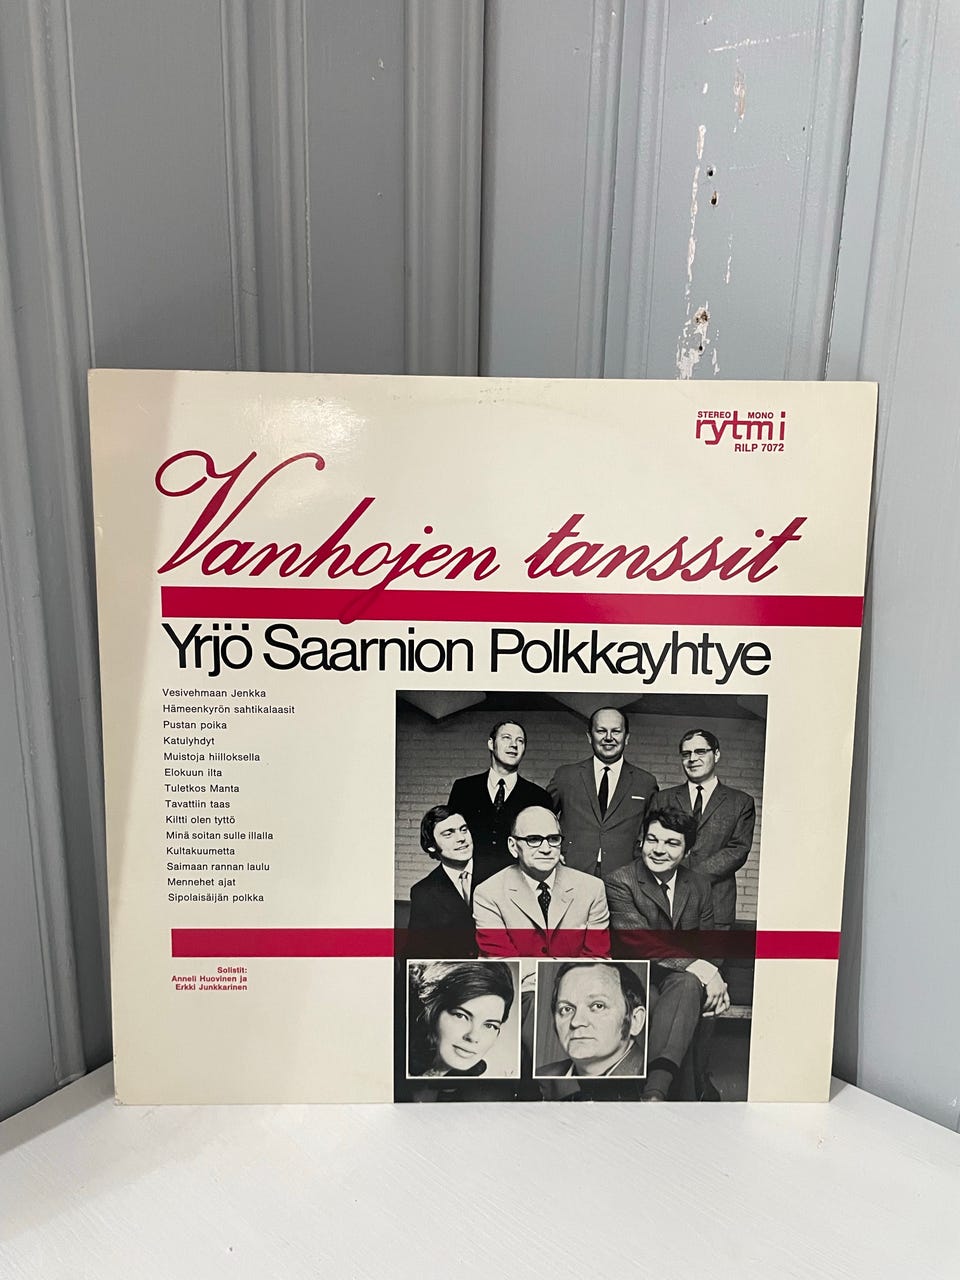 STEREO MONO
rytmi
RILP 7072
Vanhojen tanssit
Yrjö Saarnion Polkkayhtye
Vesivehmaan Jenkka
Hämeenkyrön sahtikalaasit
Pustan poika
Katulyhdyt
Muistoja hiilloksella
Elokuun ilta
Tuletkos Manta
Tavattiin taas
Kiltti olen tyttö
Minä soitan sulle illalla
Kultakuumetta
Saimaan rannan laulu
Mennehet ajat
Sipolaisäijän polkka
Solistit:
Anneli Huovinen ja
Erkki Junkkarinen